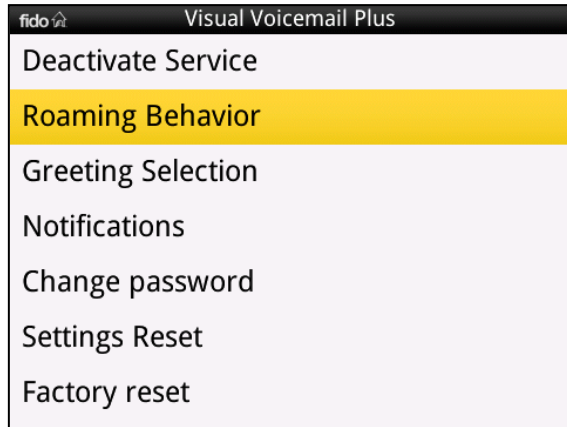 fido Visual Voicemail Plus
Deactivate Service
Roaming Behavior
Greeting Selection
Notifications
Change password
Settings Reset
Factory reset